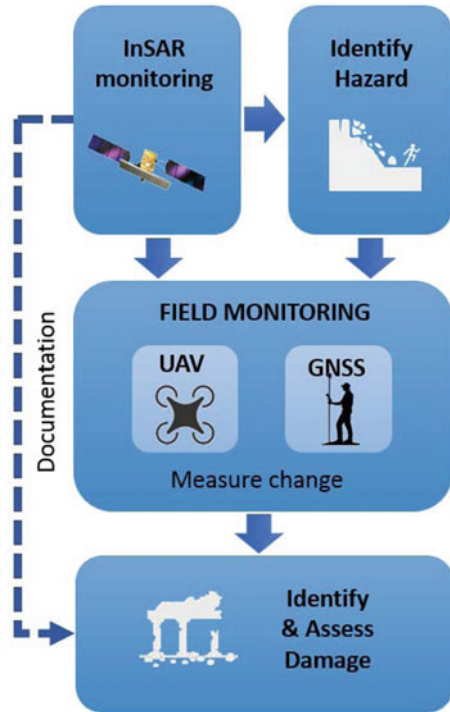 InSAR
monitoring
Identify
Hazard
Documentation
FIELD MONITORING
UAV
GNSS
Measure change
Identify
& Assess
Damage